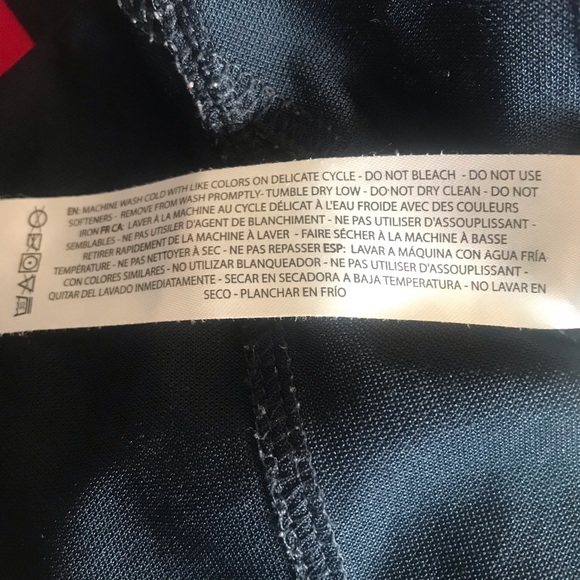 EN: MACHINE WASH COLD WITH LIKE COLORS ON DELICATE CYCLE - DO NOT BLEACH - DO NOT USE
SOFTENERS - REMOVE FROM WASH PROMPTLY- TUMBLE DRY LOW - DO NOT DRY CLEAN - DO NOT
IRON FR CA: LAVER À LA MACHINE AU CYCLE DÉLICAT À L'EAU FROIDE AVEC DES COULEURS
SEMBLABLES - NE PAS UTISILER D'AGENT DE BLANCHIMENT - NE PAS UTILISER D'ASSOUPLISSANT -
RETIRER RAPIDEMENT DE LA MACHINE À LAVER - FAIRE SÉCHER À LA MACHINE À BASSE
TEMPÉRATURE - NE PAS NETTOYER À SEC - NE PAS REPASSER ESP: LAVAR A MÁQUINA CON AGUA FRÍA
CON COLORES SIMILARES - NO UTILIZAR BLANQUEADOR - NE PAS UTILISER D'ASSOUPLISSANT -
QUITAR DEL LAVADO INMEDIATAMENTE - SECAR EN SECADORA A BAJA TEMPERATURA - NO LAVAR EN
SECO - PLANCHAR EN FRÍO